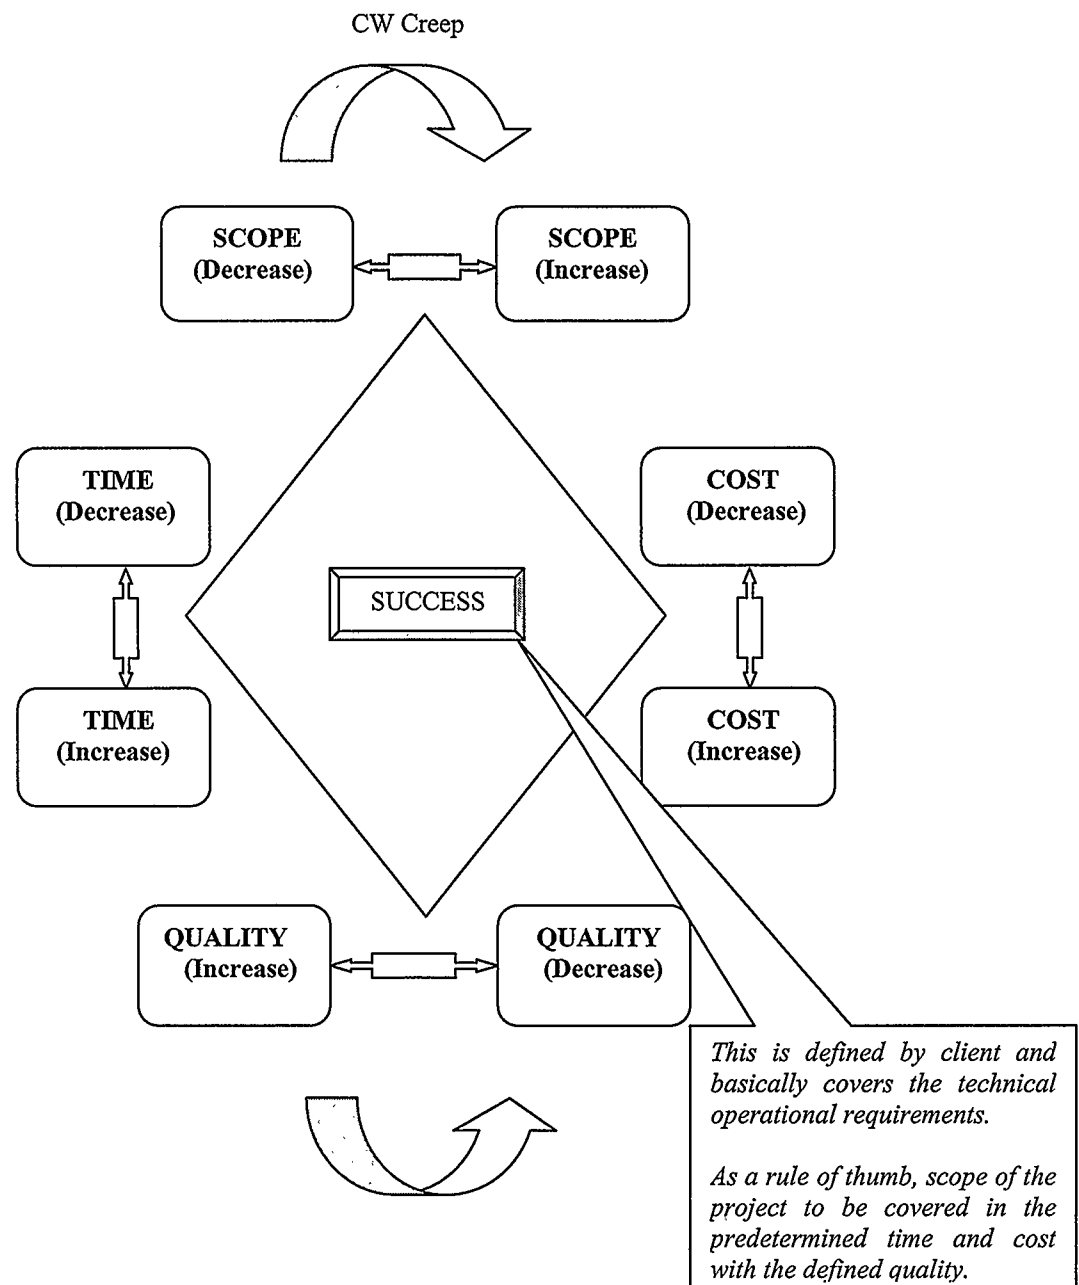 CW Creep
SCOPE
(Decrease)
SCOPE
(Increase)
TIME
(Decrease)
COST
(Decrease)
SUCCESS
TIME
(Increase)
COST
(Increase)
QUALITY
(Increase)
QUALITY
(Decrease)
This is defined by client and
basically covers the technical
operational requirements.
As a rule of thumb, scope of the
project to be covered in the
predetermined time and cost
with the defined quality.